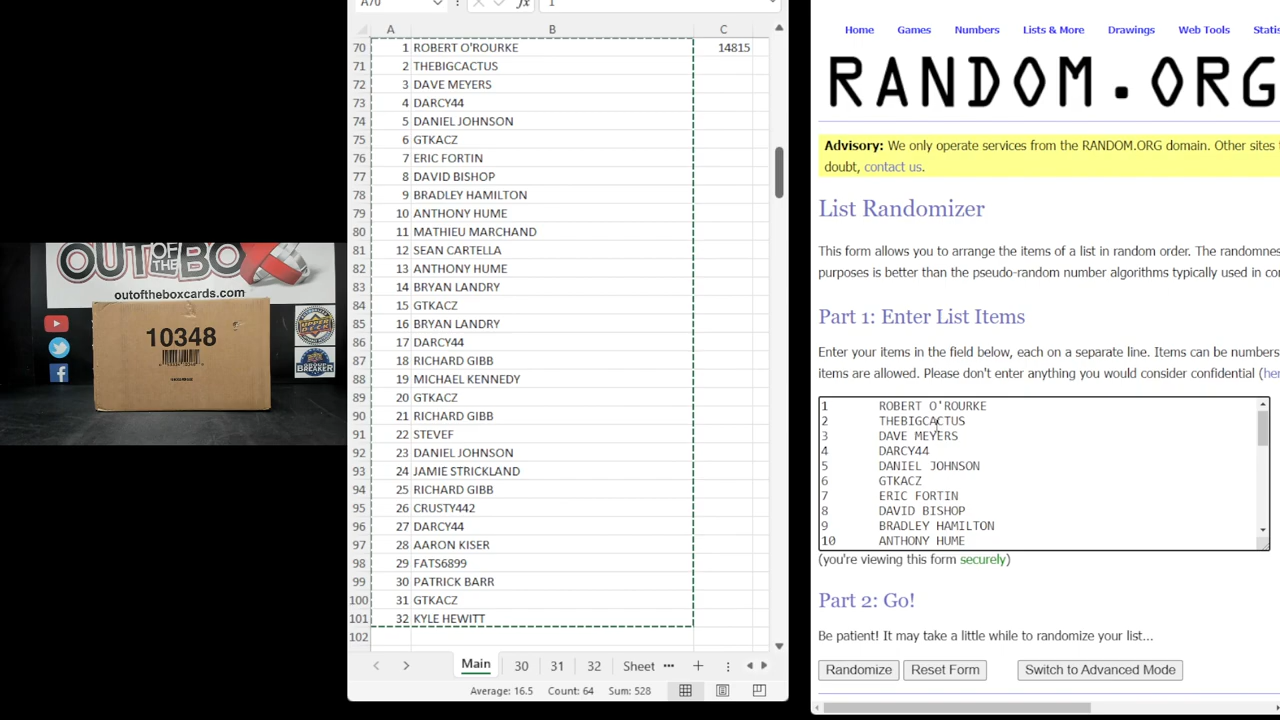 OUT OF THE BOX
outoftheboxcards.com
10348
UPPER DECK
GROUP BREAKER
A70
fx
1
A B C
70 1 ROBERT O'ROURKE 14815
71 2 THEBIGCACTUS
72 3 DAVE MEYERS
73 4 DARCY44
74 5 DANIEL JOHNSON
75 6 GTKACZ
76 7 ERIC FORTIN
77 8 DAVID BISHOP
78 9 BRADLEY HAMILTON
79 10 ANTHONY HUME
80 11 MATHIEU MARCHAND
81 12 SEAN CARTELLA
82 13 ANTHONY HUME
83 14 BRYAN LANDRY
84 15 GTKACZ
85 16 BRYAN LANDRY
86 17 DARCY44
87 18 RICHARD GIBB
88 19 MICHAEL KENNEDY
89 20 GTKACZ
90 21 RICHARD GIBB
91 22 STEVEF
92 23 DANIEL JOHNSON
93 24 JAMIE STRICKLAND
94 25 RICHARD GIBB
95 26 CRUSTY442
96 27 DARCY44
97 28 AARON KISER
98 29 FATS6899
99 30 PATRICK BARR
100 31 GTKACZ
101 32 KYLE HEWITT
102
Main 30 31 32 Sheet ...
Average: 16.5 Count: 64 Sum: 528
Home Games Numbers Lists & More Drawings Web Tools Statis
RANDOM.ORG
Advisory: We only operate services from the RANDOM.ORG domain. Other sites t
doubt, contact us.
List Randomizer
This form allows you to arrange the items of a list in random order. The randomnes
purposes is better than the pseudo-random number algorithms typically used in co
Part 1: Enter List Items
Enter your items in the field below, each on a separate line. Items can be numbers
items are allowed. Please don't enter anything you would consider confidential (her
1 ROBERT O'ROURKE
2 THEBIGCACTUS
3 DAVE MEYERS
4 DARCY44
5 DANIEL JOHNSON
6 GTKACZ
7 ERIC FORTIN
8 DAVID BISHOP
9 BRADLEY HAMILTON
10 ANTHONY HUME
(you're viewing this form securely)
Part 2: Go!
Be patient! It may take a little while to randomize your list...
Randomize Reset Form Switch to Advanced Mode